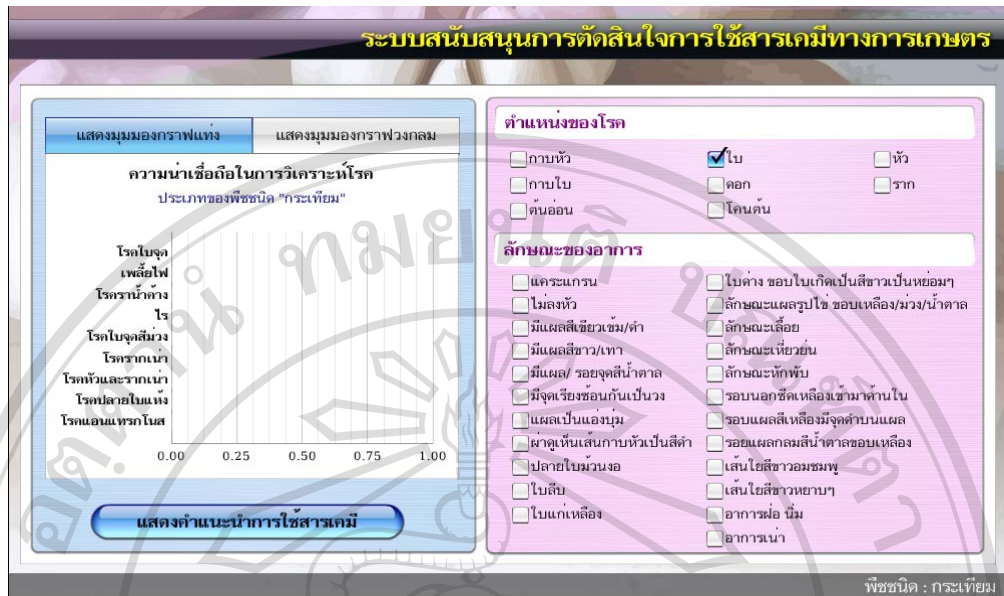 ระบบสนับสนุนการตัดสินใจการใช้สารเคมีทางการเกษตร
แสดงมุมมองกราฟแท่ง
แสดงมุมมองกราฟวงกลม
ความน่าเชื่อถือในการวิเคราะห์โรค
ประเภทของพืชชนิด "กระเทียม"
โรคใบจุด
เพลี้ยไฟ
โรคราน้ำค้าง
ไร
โรคใบจุดสีม่วง
โรครากเน่า
โรคหัวและรากเน่า
โรคปลายใบแห้ง
โรคแอนแทรกโนส
0.00 0.25 0.50 0.75 1.00
แสดงคำแนะนำการใช้สารเคมี
ตำแหน่งของโรค
กาบหัว ใบ หัว
กาบใบ ดอก ราก
ต้นอ่อน โคนต้น
ลักษณะของอาการ
แคระแกรน
ไม่ลงหัว
มีแผลสีเขียวเข้ม/ดำ
มีแผลสีขาว/เทา
มีแผล/ รอยจุดสีน้ำตาล
มีจุดเรียงซ้อนกันเป็นวง
แผลเป็นแอ่งบุ๋ม
ผ่าดูเห็นเส้นกาบหัวเป็นสีดำ
ปลายใบม้วนงอ
ใบลีบ
ใบแก่เหลือง
ใบด่าง ขอบใบเกิดเป็นสีขาวเป็นหย่อมๆ
ลักษณะแผลรูปไข่ ขอบเหลือง/ม่วง/น้ำตาล
ลักษณะเลื้อย
ลักษณะเหี่ยวย่น
ลักษณะหักพับ
รอบนอกซีดเหลืองเข้ามาด้านใน
รอบแผลสีเหลืองมีจุดดำบนแผล
รอยแผลกลมสีน้ำตาลขอบเหลือง
เส้นใยสีขาวอมชมพู
เส้นใยสีขาวหยาบๆ
อาการฝ่อ นิ่ม
อาการเน่า
พืชชนิด : กระเทียม